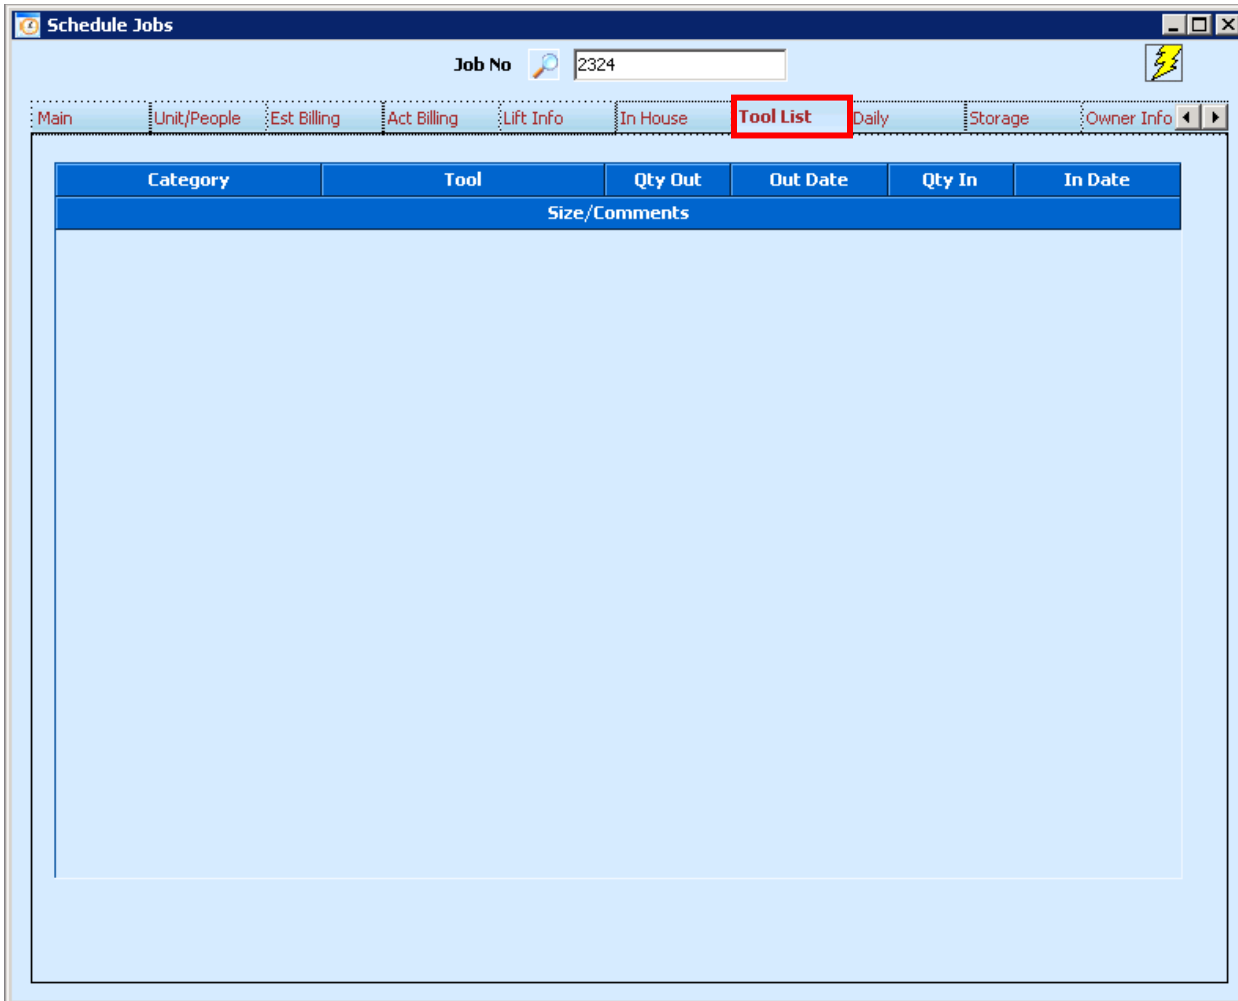 Schedule Jobs
Job No 2324
Main Unit/People Est Billing Act Billing Lift Info In House Tool List Daily Storage Owner Info
Category Tool Qty Out Out Date Qty In In Date
Size/Comments